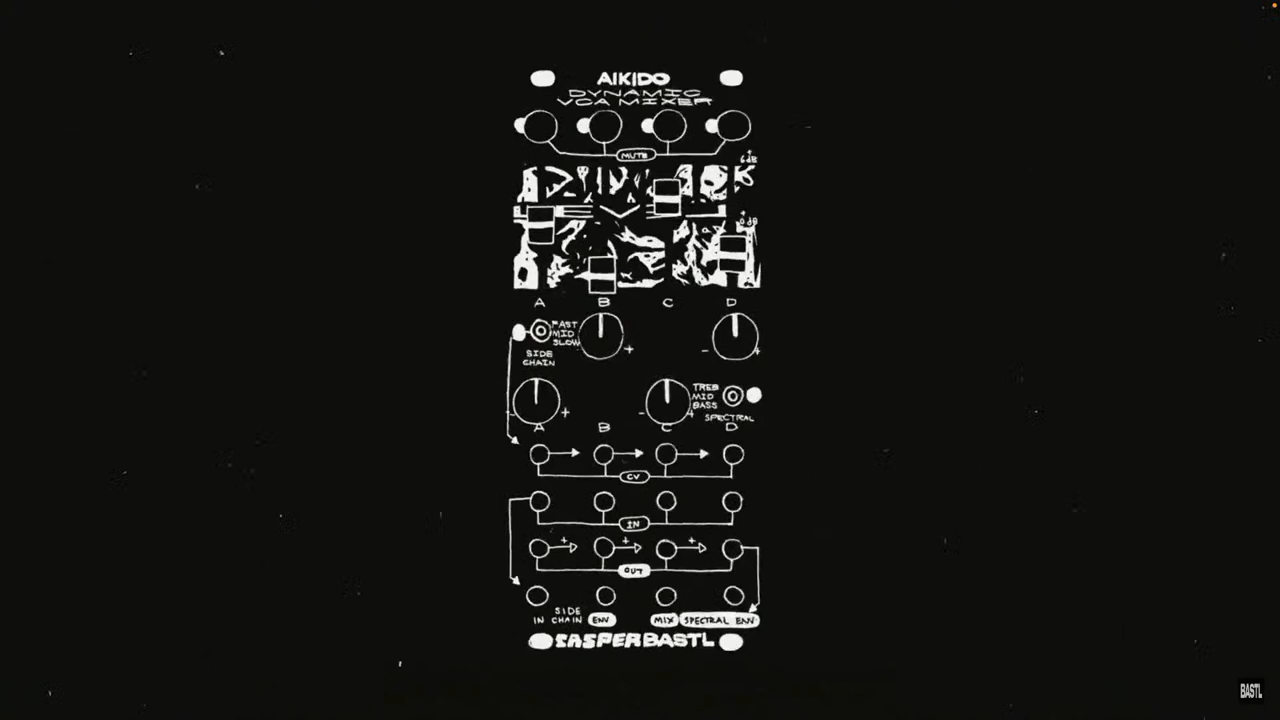 AIKIDO
DYNAMIC
VCA MIXER
MUTE
+
6dB
+
0dB
A B C D
FAST
MID
SLOW
SIDE
CHAIN
+
- +
TREB
MID
BASS
SPECTRAL
- + - +
A B C D
CV
IN
+ + +
OUT
IN SIDE CHAIN ENV MIX SPECTRAL ENV
CASPERBASTL
BASTL